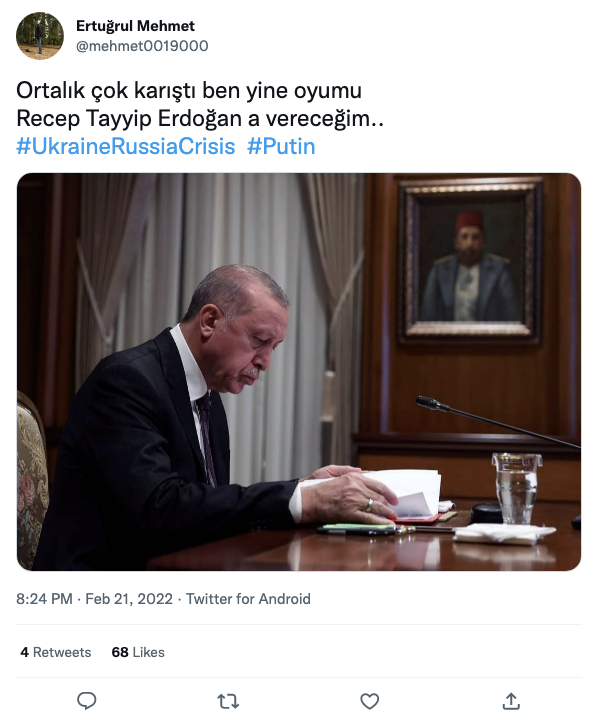 Ertuğrul Mehmet
@mehmet0019000
Ortalık çok karıştı ben yine oyumu
Recep Tayyip Erdoğan a vereceğim..
#UkraineRussiaCrisis #Putin
8:24 PM · Feb 21, 2022 · Twitter for Android
4 Retweets 68 Likes